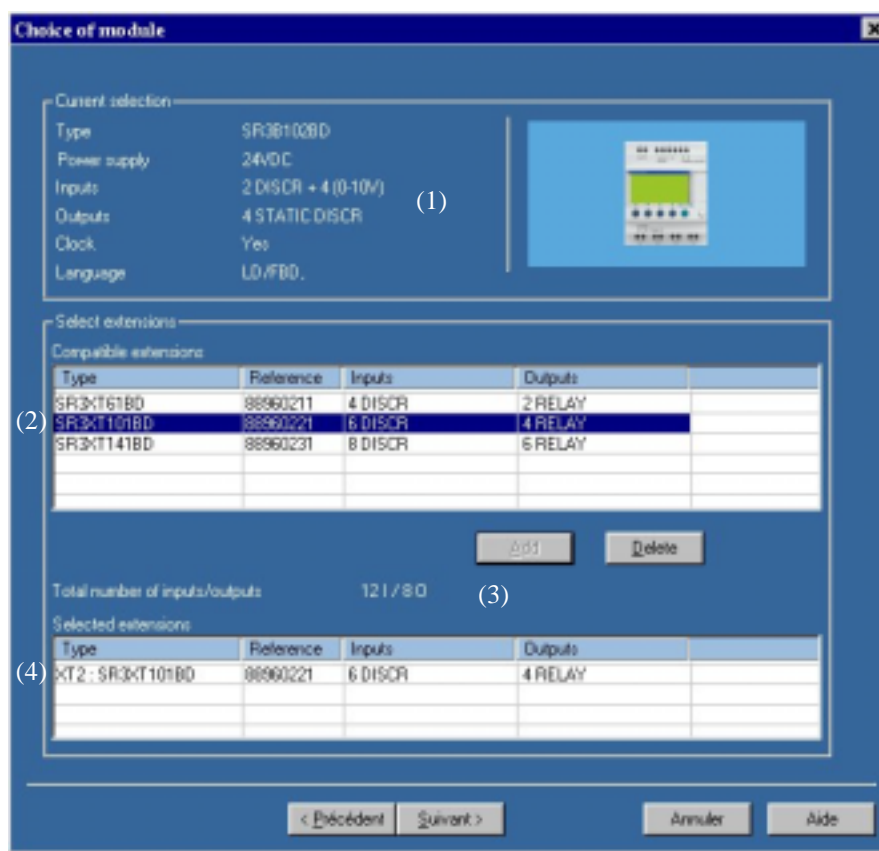 Choice of module
Current selection
Type SR3B102BD
Power supply 24VDC
Inputs 2 DISCR + 4 (0-10V)
(1)
Outputs 4 STATIC DISCR
Clock Yes
Language LD/FBD.
Select extensions
Compatible extensions
Type Reference Inputs Outputs
SR3XT61BD 88960211 4 DISCR 2 RELAY
(2) SR3XT101BD 88960221 6 DISCR 4 RELAY
SR3XT141BD 88960231 8 DISCR 6 RELAY
Add Delete
Total number of inputs/outputs 12 I / 8 O (3)
Selected extensions
Type Reference Inputs Outputs
(4) XT2 : SR3XT101BD 88960221 6 DISCR 4 RELAY
< Précédent Suivant > Annuler Aide